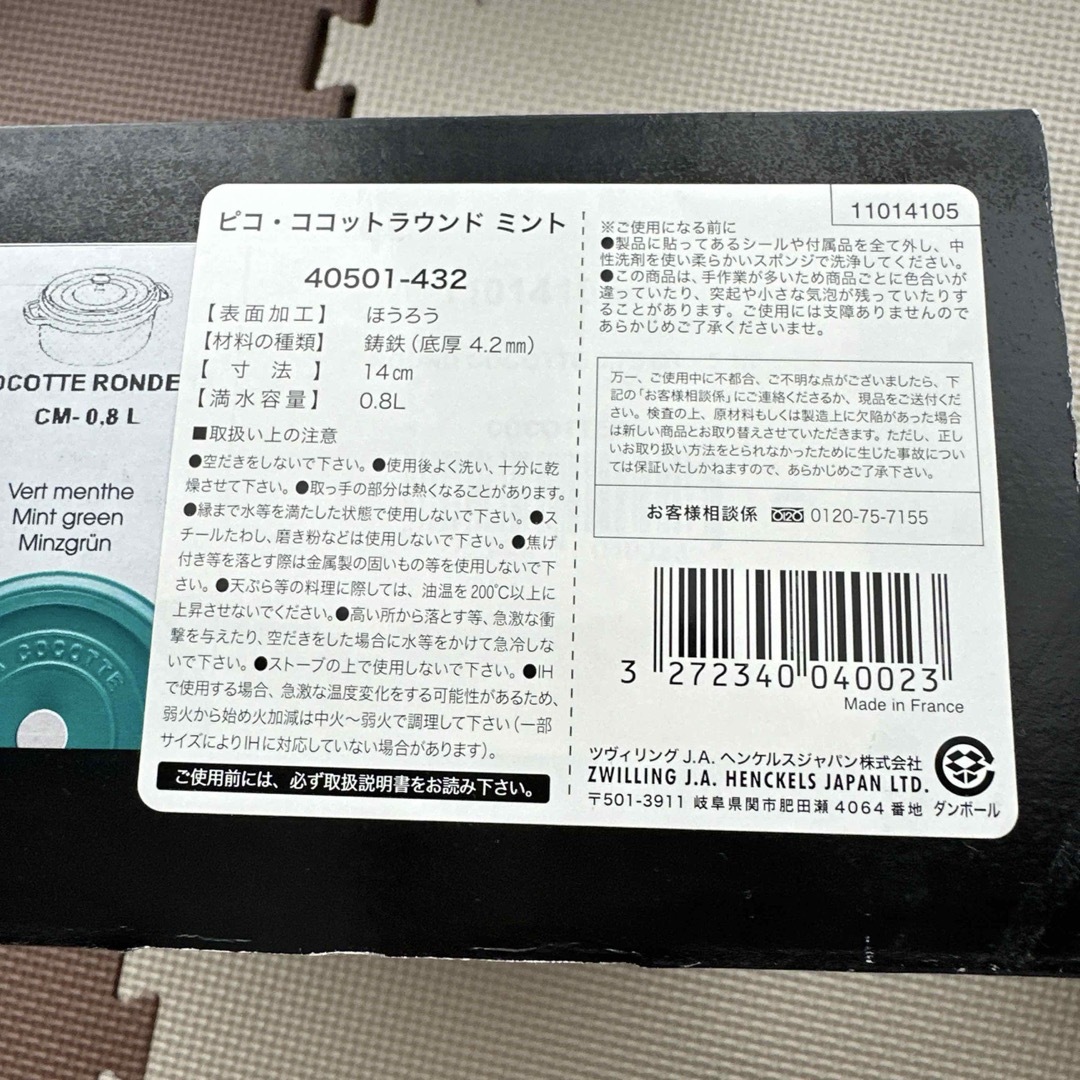 COCOTTE RONDE
CM- 0,8 L
Vert menthe
Mint green
Minzgrün
COCOTTE
ピコ・ココットラウンド ミント
40501-432
【表面加工】 ほうろう
【材料の種類】 鋳鉄(底厚 4.2㎜)
【 寸 法 】 14㎝
【満水容量】 0.8L
■取扱い上の注意
●空だきをしないで下さい。●使用後よく洗い、十分に乾
燥させて下さい。●取っ手の部分は熱くなることがあります。
●縁まで水等を満たした状態で使用しないで下さい。●ス
チールたわし、磨き粉などは使用しないで下さい。●焦げ
付き等を落とす際は金属製の固いもの等を使用しないで下
さい。●天ぷら等の料理に際しては、油温を200℃以上に
上昇させないでください。●高い所から落とす等、急激な衝
撃を与えたり、空だきをした場合に水等をかけて急冷しな
いで下さい。●ストーブの上で使用しないで下さい。●IH
で使用する場合、急激な温度変化をする可能性があるため、
弱火から始め火加減は中火〜弱火で調理して下さい(一部
サイズによりIHに対応していない場合があります)。
ご使用前には、必ず取扱説明書をお読み下さい。
11014105
※ご使用になる前に
●製品に貼ってあるシールや付属品を全て外し、中
性洗剤を使い柔らかいスポンジで洗浄してください。
●この商品は、手作業が多いため商品ごとに色合いが
違っていたり、突起や小さな気泡が残っていたりす
ることがあります。ご使用には支障ありませんので
あらかじめご了承くださいませ。
万一、ご使用中に不都合、ご不明な点がございましたら、下
記の「お客様相談係」にご連絡くださるか、現品をご送付くだ
さい。検査の上、原材料もしくは製造上に欠陥があった場合
は新しい商品とお取り替えさせていただきます。ただし、正し
いお取り扱い方法をとられなかったために生じた事故につい
ては保証いたしかねますので、あらかじめご了承下さい。
お客様相談係 0120-75-7155
3 272340 040023
Made in France
ツヴィリング J.A. ヘンケルスジャパン株式会社
ZWILLING J.A. HENCKELS JAPAN LTD.
〒501-3911 岐阜県関市肥田瀬 4064 番地
ダンボール